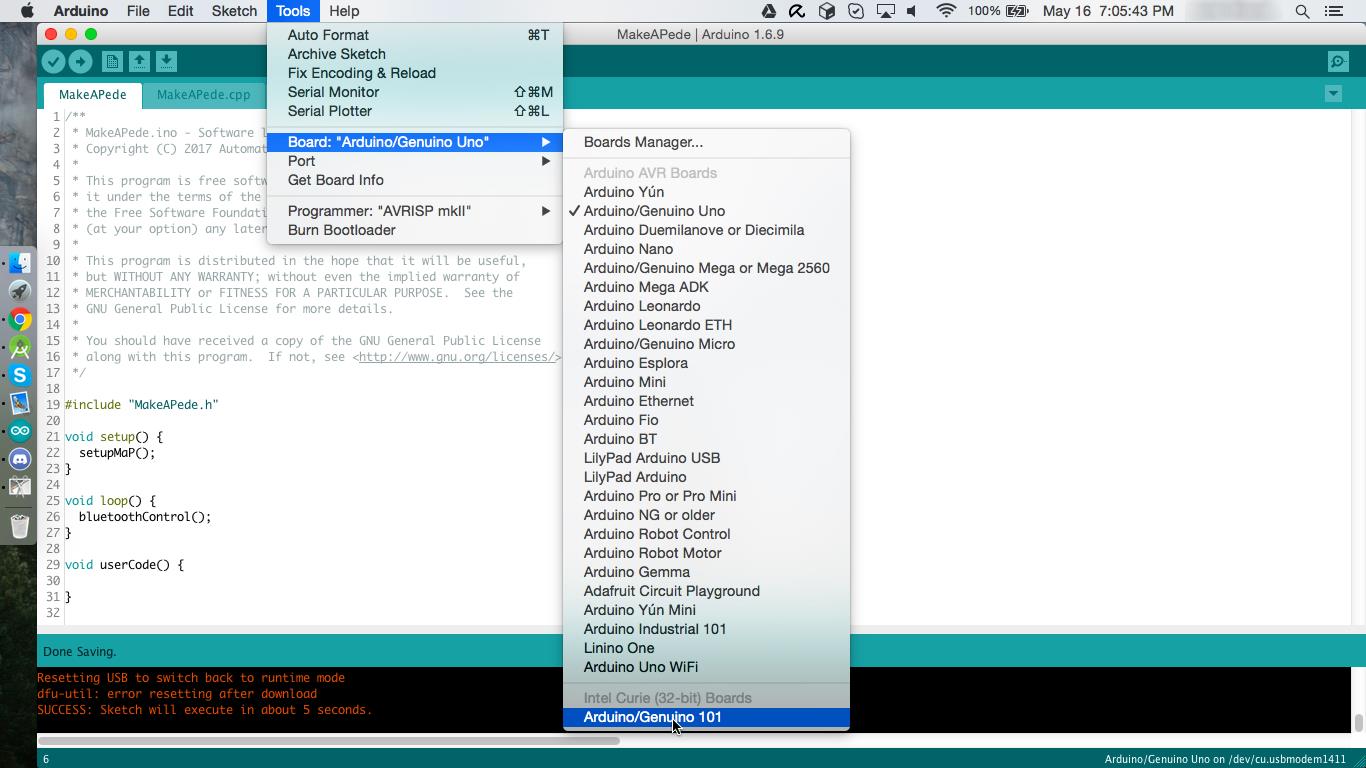 Arduino File Edit Sketch Tools Help 100% May 16 7:05:43 PM
MakeAPede | Arduino 1.6.9
Auto Format ⌘T
Archive Sketch
Fix Encoding & Reload
Serial Monitor ⇧⌘M
Serial Plotter ⇧⌘L
Board: "Arduino/Genuino Uno"
Port
Get Board Info
Programmer: "AVRISP mkII"
Burn Bootloader
Boards Manager...
Arduino AVR Boards
Arduino Yún
✓ Arduino/Genuino Uno
Arduino Duemilanove or Diecimila
Arduino Nano
Arduino/Genuino Mega or Mega 2560
Arduino Mega ADK
Arduino Leonardo
Arduino Leonardo ETH
Arduino/Genuino Micro
Arduino Esplora
Arduino Mini
Arduino Ethernet
Arduino Fio
Arduino BT
LilyPad Arduino USB
LilyPad Arduino
Arduino Pro or Pro Mini
Arduino NG or older
Arduino Robot Control
Arduino Robot Motor
Arduino Gemma
Adafruit Circuit Playground
Arduino Yún Mini
Arduino Industrial 101
Linino One
Arduino Uno WiFi
Intel Curie (32-bit) Boards
Arduino/Genuino 101
MakeAPede MakeAPede.cpp
1 /**
2 * MakeAPede.ino - Software
3 * Copyright (C) 2017
4 *
5 * This program is free
6 * it under the terms of the
7 * the Free Software
8 * (at your option) any later
9 *
10 * This program is distributed in the hope that it will be useful,
11 * but WITHOUT ANY WARRANTY; without even the implied warranty of
12 * MERCHANTABILITY or FITNESS FOR A PARTICULAR PURPOSE. See the
13 * GNU General Public License for more details.
14 *
15 * You should have received a copy of the GNU General Public License
16 * along with this program. If not, see <http://www.gnu.org/licenses/>
17 */
18
19 #include "MakeAPede.h"
20
21 void setup() {
22 setupMaP();
23 }
24
25 void loop() {
26 bluetoothControl();
27 }
28
29 void userCode() {
30
31 }
32
Done Saving.
Resetting USB to switch back to runtime mode
dfu-util: error resetting after download
SUCCESS: Sketch will execute in about 5 seconds.
6 Arduino/Genuino Uno on /dev/cu.usbmodem1411